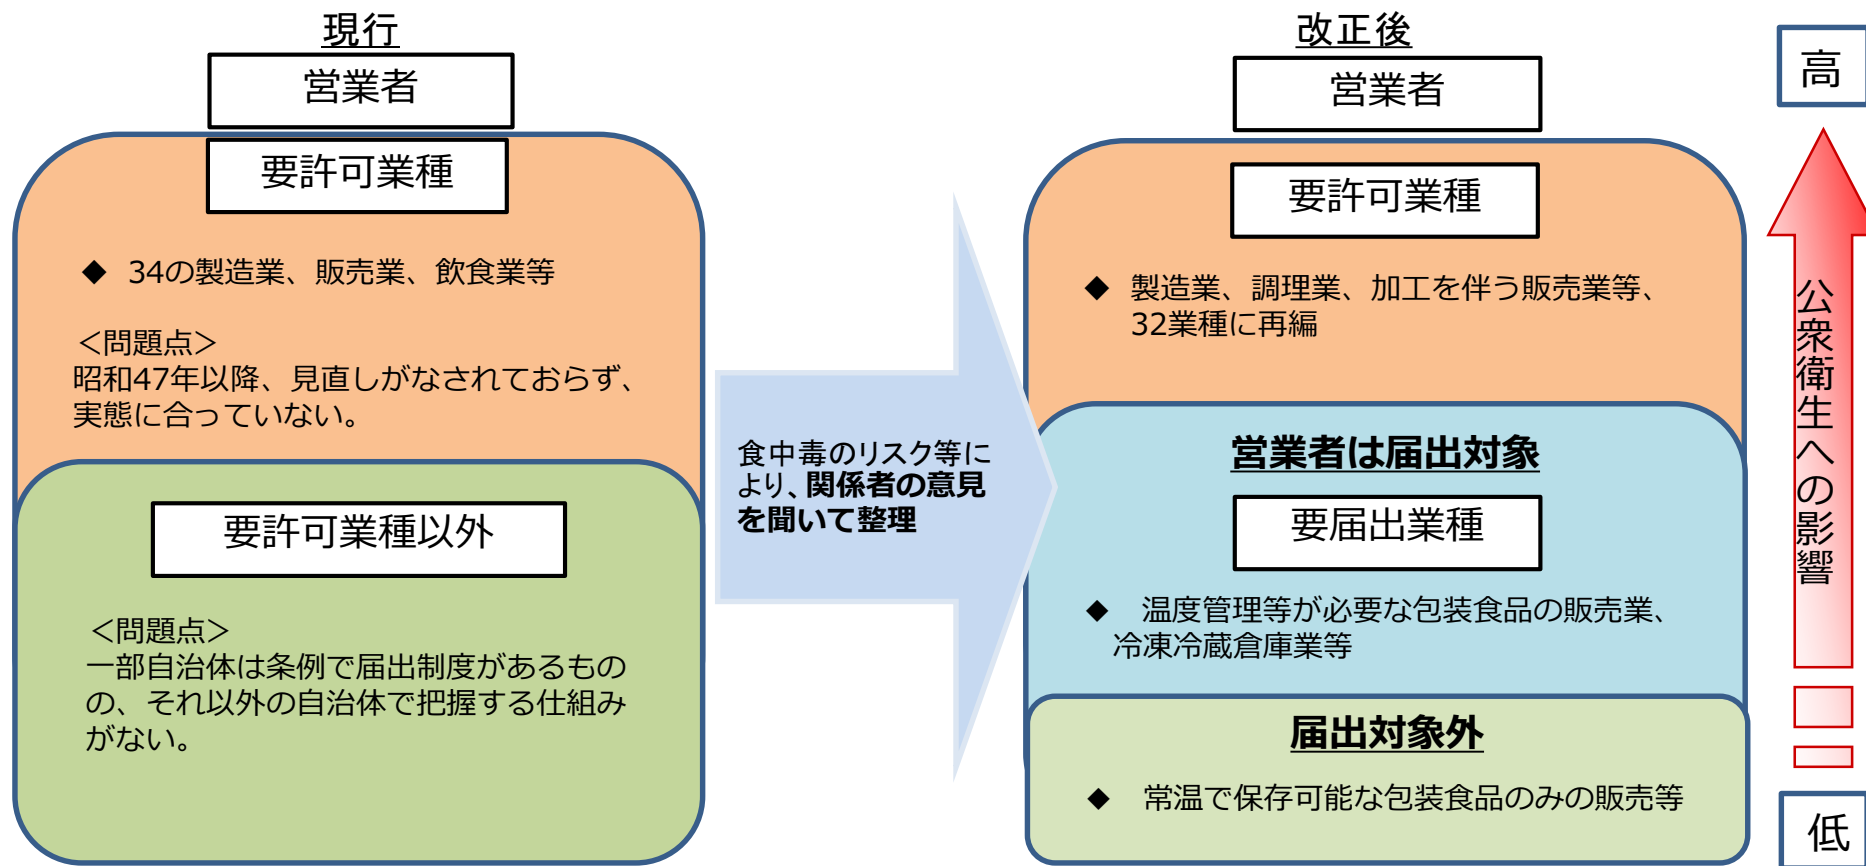 現行
営業者
要許可業種
◆ 34の製造業、販売業、飲食業等
＜問題点＞
昭和47年以降、見直しがなされておらず、
実態に合っていない。
要許可業種以外
＜問題点＞
一部自治体は条例で届出制度があるもの
の、それ以外の自治体で把握する仕組み
がない。
食中毒のリスク等に
より、関係者の意見
を聞いて整理
改正後
営業者
要許可業種
◆ 製造業、調理業、加工を伴う販売業等、
32業種に再編
営業者は届出対象
要届出業種
◆ 温度管理等が必要な包装食品の販売業、
冷凍冷蔵倉庫業等
届出対象外
◆ 常温で保存可能な包装食品のみの販売等
高
公衆衛生への影響
低